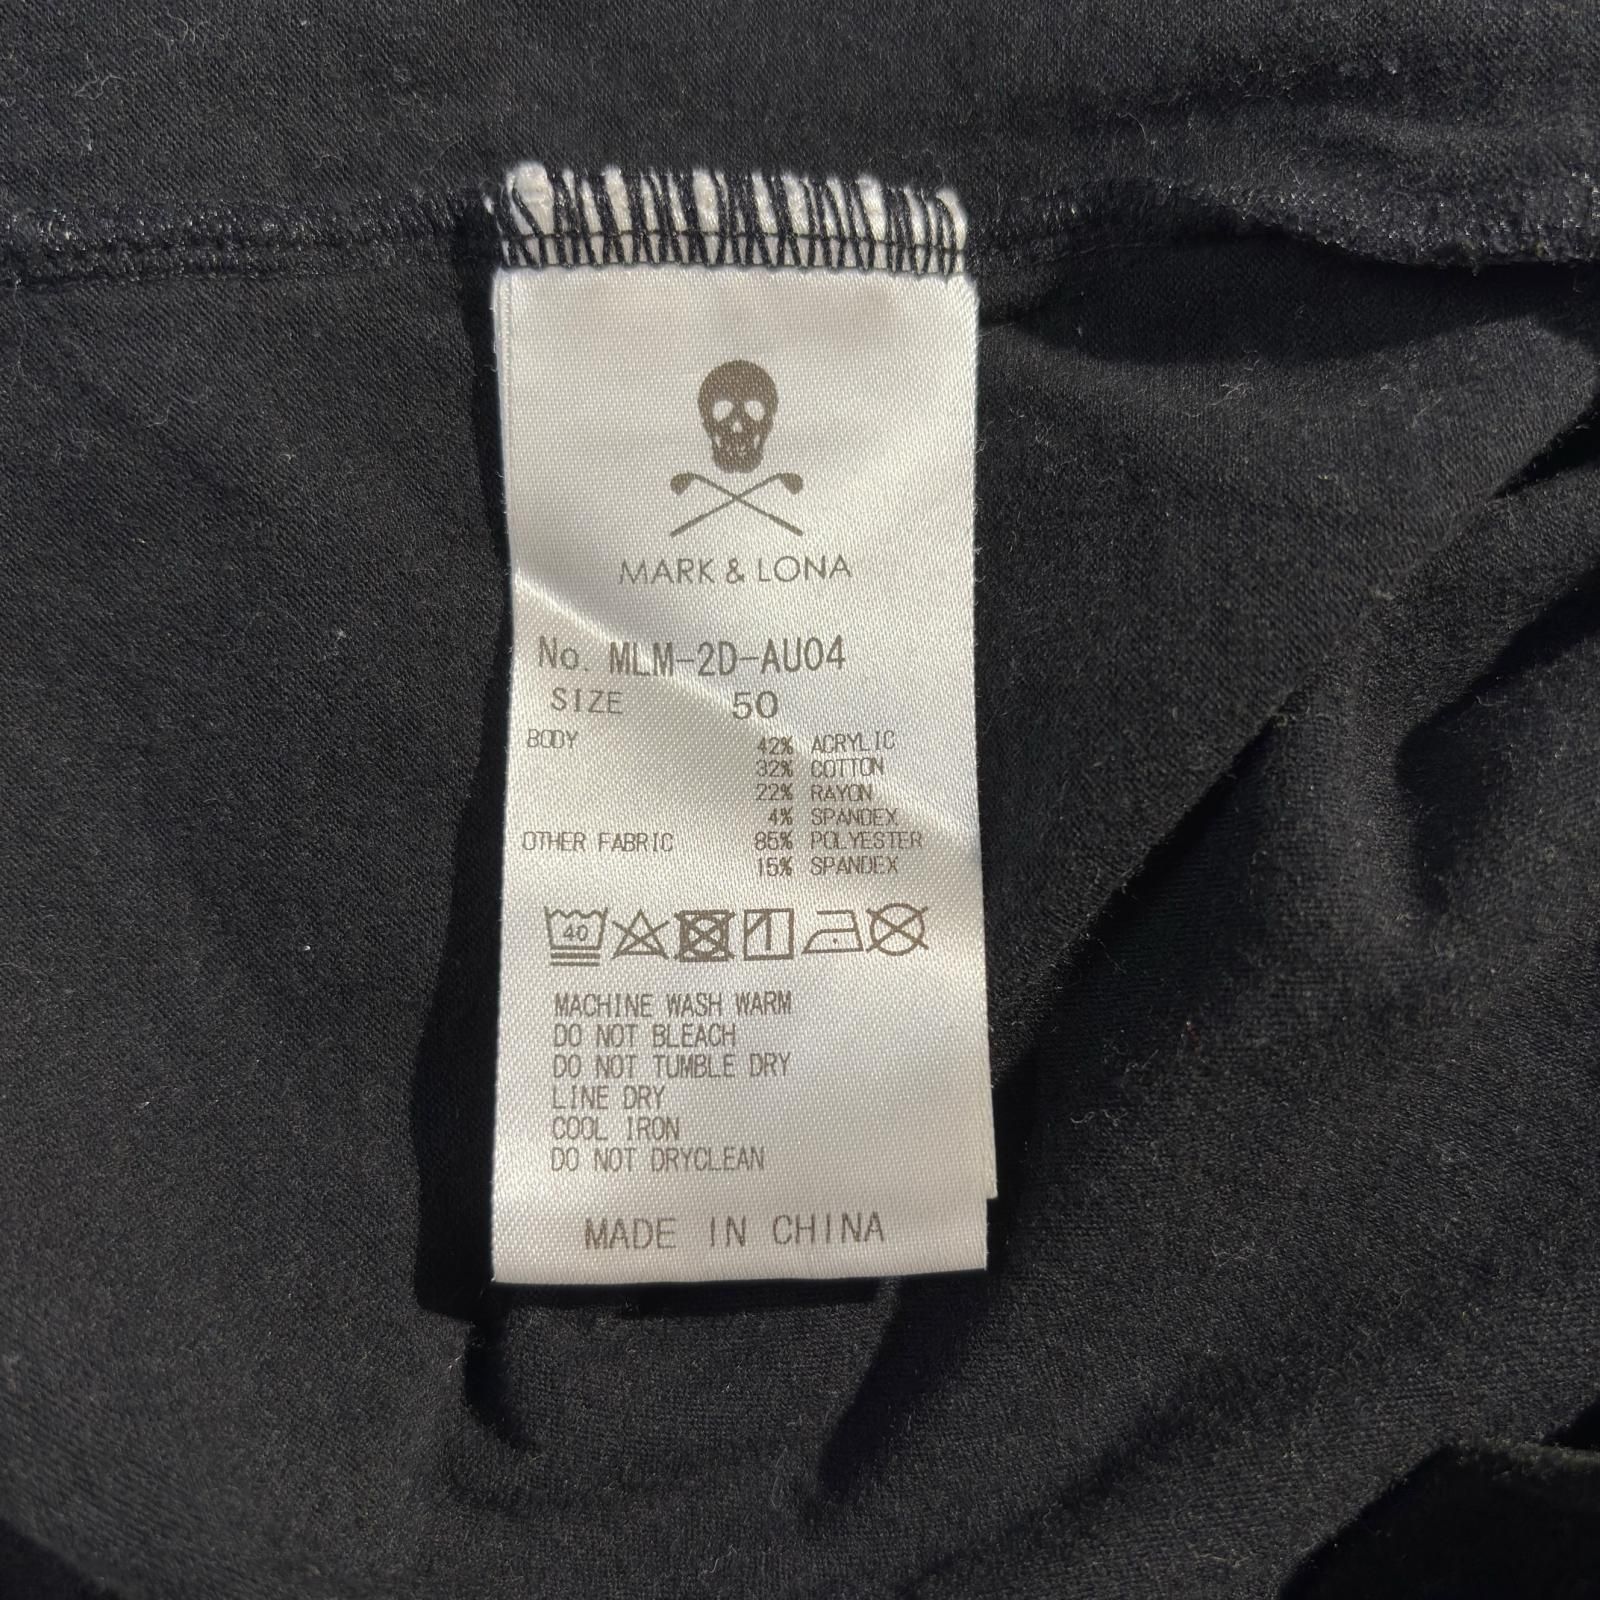 MARK & LONA
No. MLM-2D-AU04
SIZE 50
BODY 42% ACRYLIC
32% COTTON
22% RAYON
4% SPANDEX
OTHER FABRIC 85% POLYESTER
15% SPANDEX
40
MACHINE WASH WARM
DO NOT BLEACH
DO NOT TUMBLE DRY
LINE DRY
COOL IRON
DO NOT DRYCLEAN
MADE IN CHINA